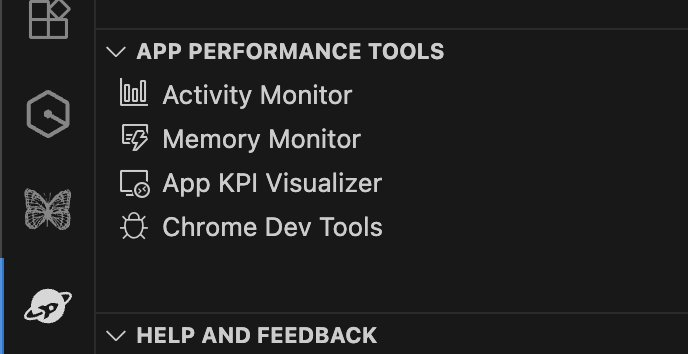 APP PERFORMANCE TOOLS
Activity Monitor
Memory Monitor
App KPI Visualizer
Chrome Dev Tools
HELP AND FEEDBACK